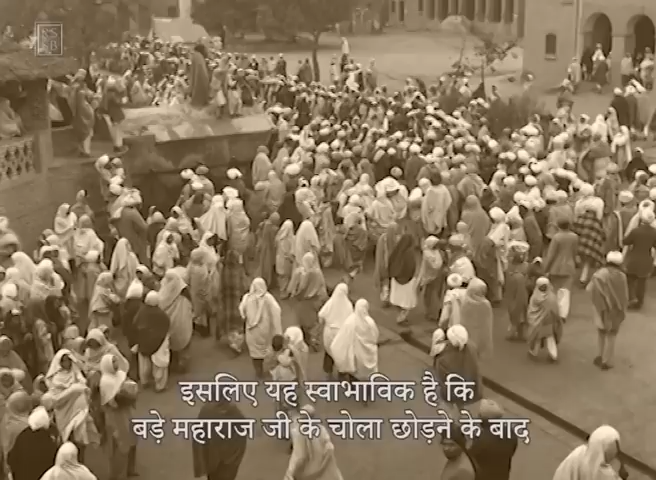 इसलिए यह स्वाभाविक है कि
बड़े महाराज जी के चोला छोड़ने के बाद